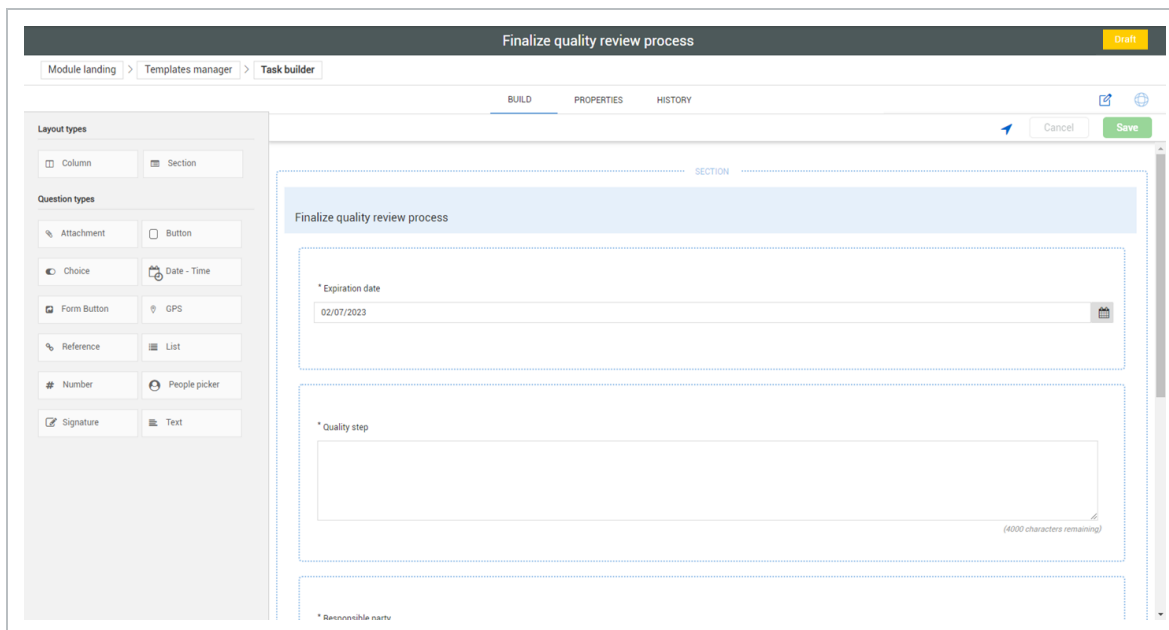 Finalize quality review process
Draft
Module landing > Templates manager > Task builder
BUILD PROPERTIES HISTORY
Cancel Save
Layout types
Column Section
Question types
Attachment Button
Choice Date - Time
Form Button GPS
Reference List
Number People picker
Signature Text
SECTION
Finalize quality review process
* Expiration date
02/07/2023
* Quality step
(4000 characters remaining)
* Responsible party